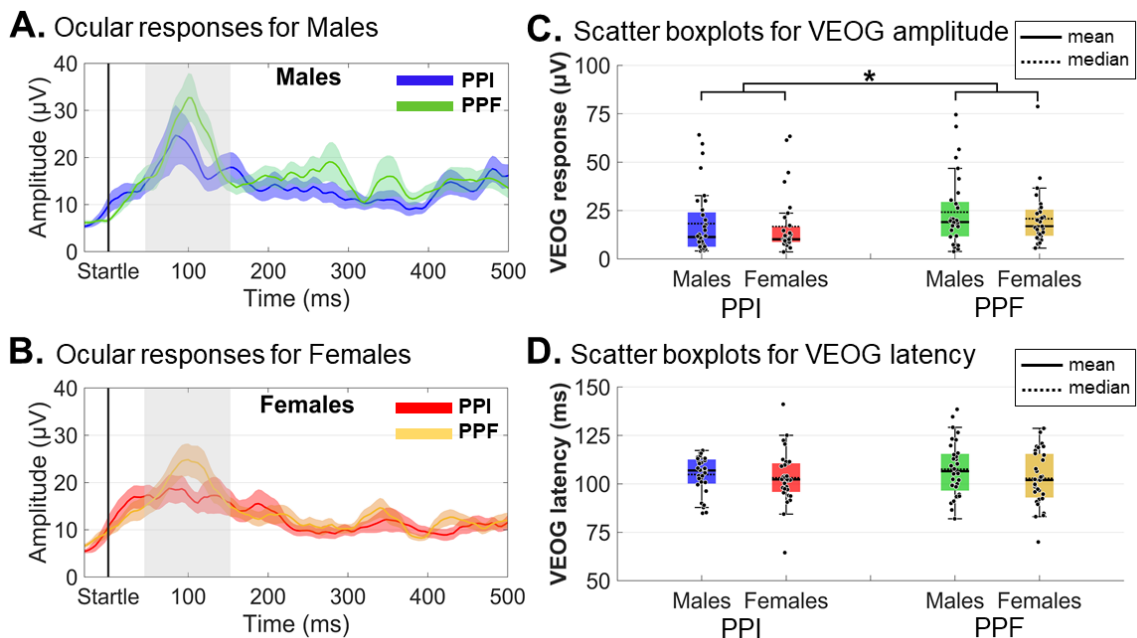 A. Ocular responses for Males
Amplitude (µV)
40
30
20
10
0
Males
PPI
PPF
Startle 100 200 300 400 500
Time (ms)
B. Ocular responses for Females
Amplitude (µV)
40
30
20
10
0
Females
PPI
PPF
Startle 100 200 300 400 500
Time (ms)
C. Scatter boxplots for VEOG amplitude
mean
median
VEOG response (µV)
100
75
50
25
0
*
Males Females Males Females
PPI PPF
D. Scatter boxplots for VEOG latency
mean
median
VEOG latency (ms)
150
125
100
75
50
Males Females Males Females
PPI PPF